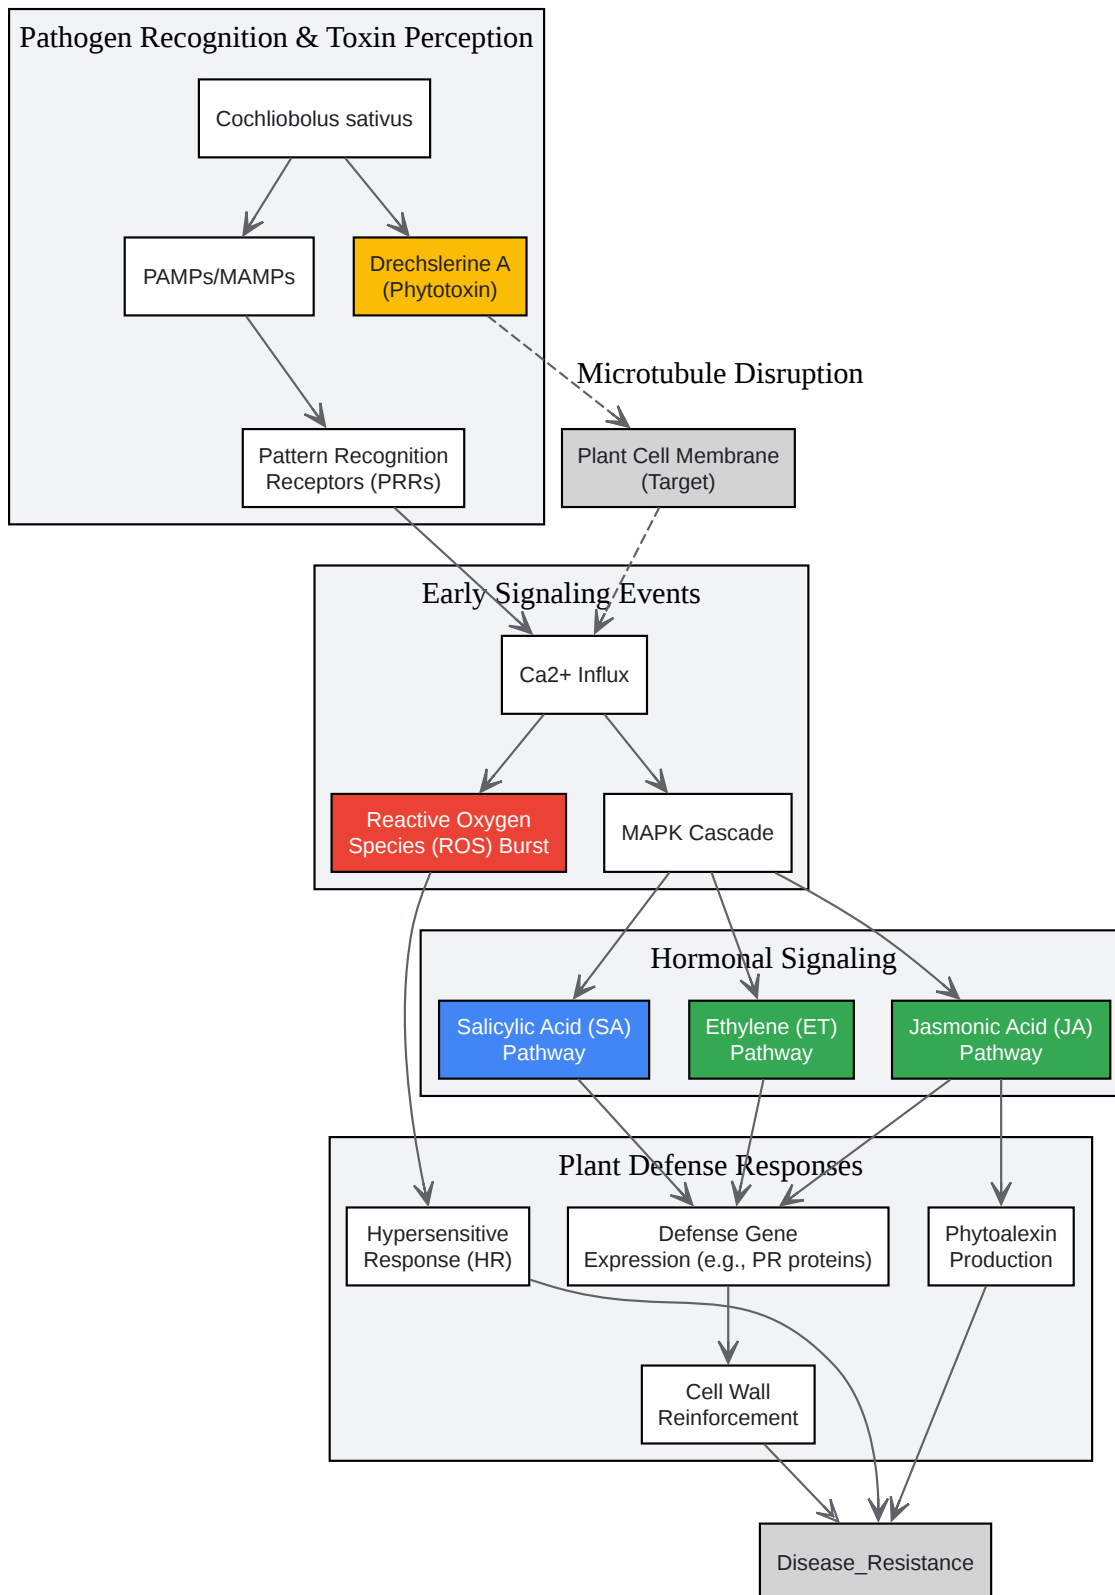 Pathogen Recognition & Toxin Perception
Cochliobolus sativus
PAMPs/MAMPs
Drechslerine A
(Phytotoxin)
Microtubule Disruption
Pattern Recognition
Receptors (PRRs)
Plant Cell Membrane
(Target)
Early Signaling Events
Ca2+ Influx
Reactive Oxygen
Species (ROS) Burst
MAPK Cascade
Hormonal Signaling
Salicylic Acid (SA)
Pathway
Ethylene (ET)
Pathway
Jasmonic Acid (JA)
Pathway
Plant Defense Responses
Hypersensitive
Response (HR)
Defense Gene
Expression (e.g., PR proteins)
Phytoalexin
Production
Cell Wall
Reinforcement
Disease_Resistance